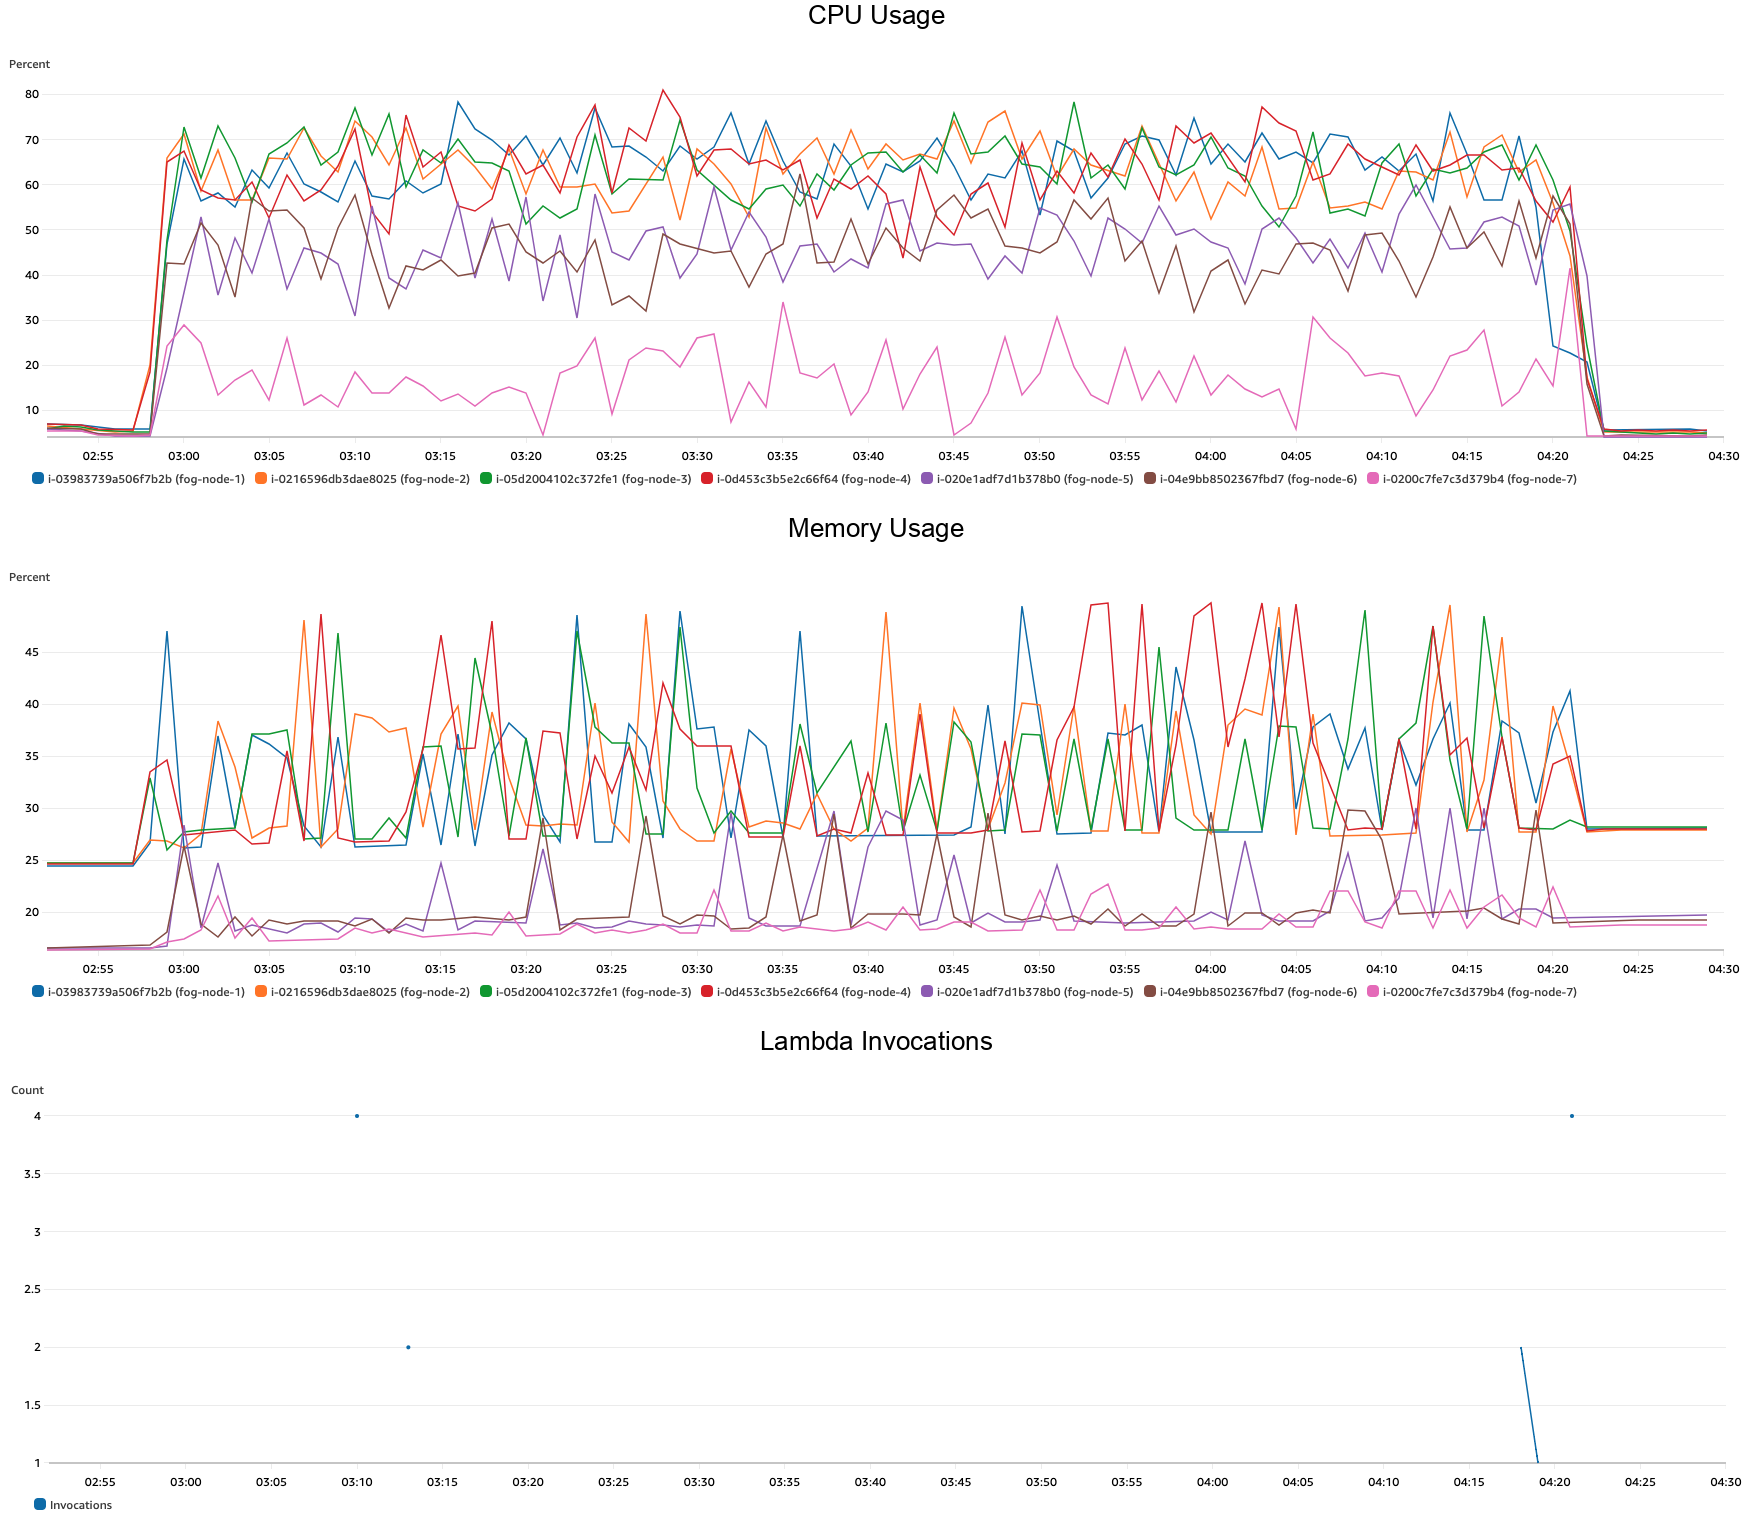 CPU Usage
Percent
80
70
60
50
40
30
20
10
02:55 03:00 03:05 03:10 03:15 03:20 03:25 03:30 03:35 03:40 03:45 03:50 03:55 04:00 04:05 04:10 04:15 04:20 04:25 04:30
i-03983739a506f7b2b (fog-node-1) i-0216596db3dae8025 (fog-node-2) i-05d2004102c372fe1 (fog-node-3) i-0d453c3b5e2c66f64 (fog-node-4) i-020e1adf7d1b378b0 (fog-node-5) i-04e9bb8502367fbd7 (fog-node-6) i-0200c7fe7c3d379b4 (fog-node-7)
Memory Usage
Percent
45
40
35
30
25
20
02:55 03:00 03:05 03:10 03:15 03:20 03:25 03:30 03:35 03:40 03:45 03:50 03:55 04:00 04:05 04:10 04:15 04:20 04:25 04:30
i-03983739a506f7b2b (fog-node-1) i-0216596db3dae8025 (fog-node-2) i-05d2004102c372fe1 (fog-node-3) i-0d453c3b5e2c66f64 (fog-node-4) i-020e1adf7d1b378b0 (fog-node-5) i-04e9bb8502367fbd7 (fog-node-6) i-0200c7fe7c3d379b4 (fog-node-7)
Lambda Invocations
Count
4
3.5
3
2.5
2
1.5
1
02:55 03:00 03:05 03:10 03:15 03:20 03:25 03:30 03:35 03:40 03:45 03:50 03:55 04:00 04:05 04:10 04:15 04:20 04:25 04:30
Invocations